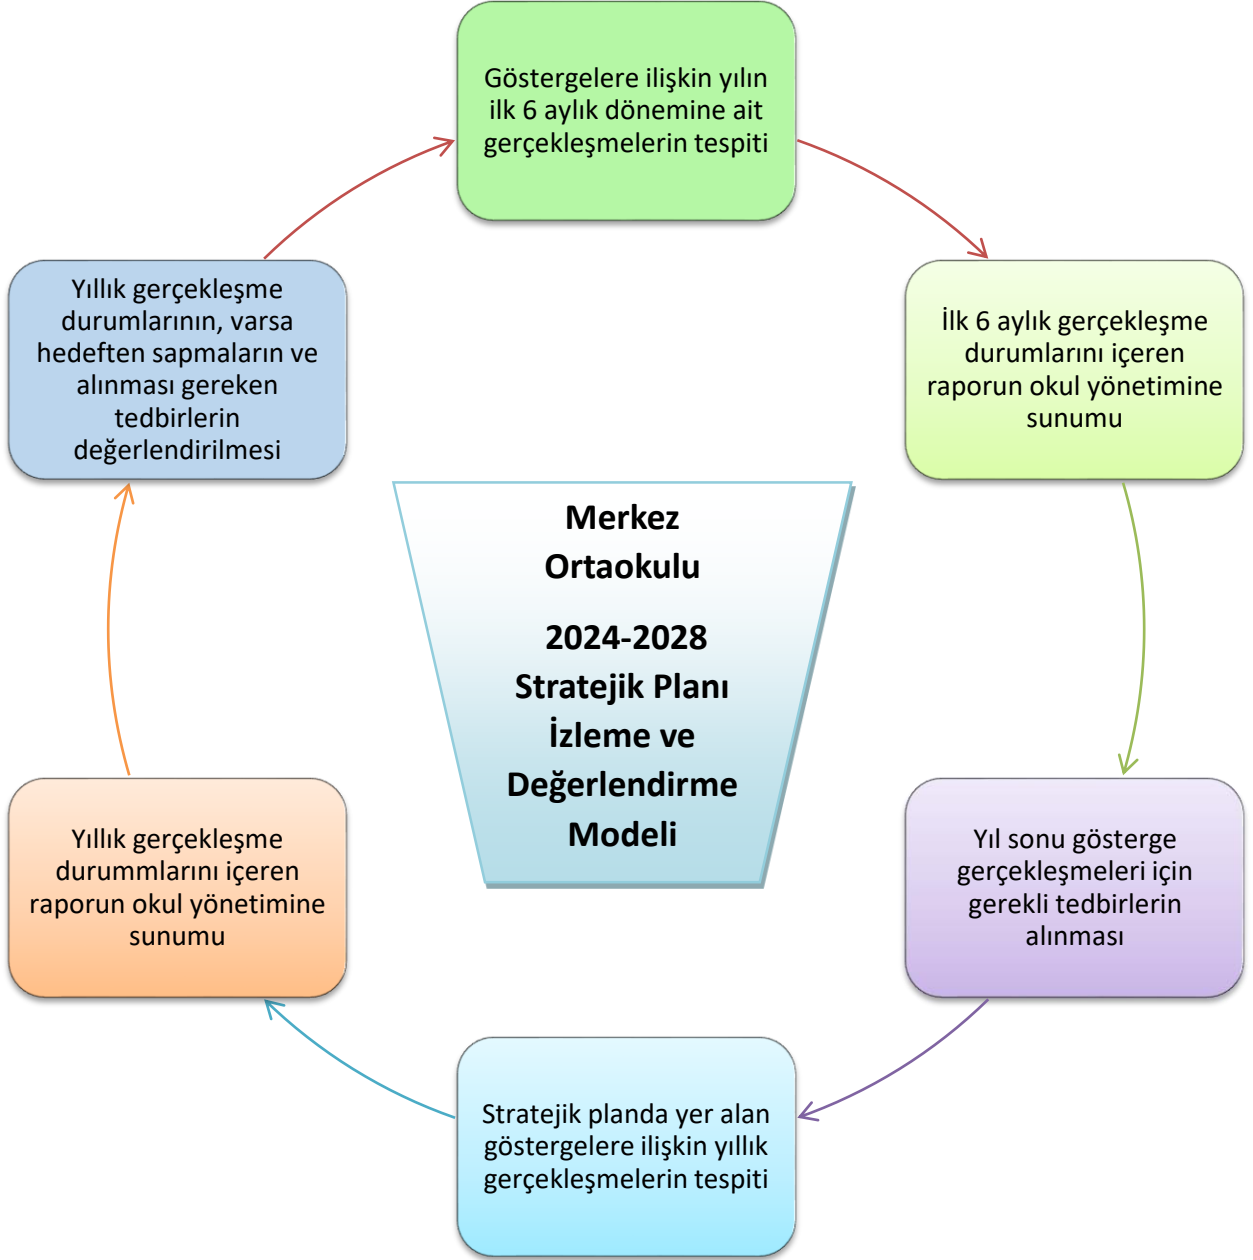 Göstergelere ilişkin yılın
ilk 6 aylık dönemine ait
gerçekleşmelerin tespiti
İlk 6 aylık gerçekleşme
durumlarını içeren
raporun okul yönetimine
sunumu
Yıl sonu gösterge
gerçekleşmeleri için
gerekli tedbirlerin
alınması
Stratejik planda yer alan
göstergelere ilişkin yıllık
gerçekleşmelerin tespiti
Yıllık gerçekleşme
durummlarını içeren
raporun okul yönetimine
sunumu
Yıllık gerçekleşme
durumlarının, varsa
hedeften sapmaların ve
alınması gereken
tedbirlerin
değerlendirilmesi
Merkez
Ortaokulu
2024-2028
Stratejik Planı
İzleme ve
Değerlendirme
Modeli